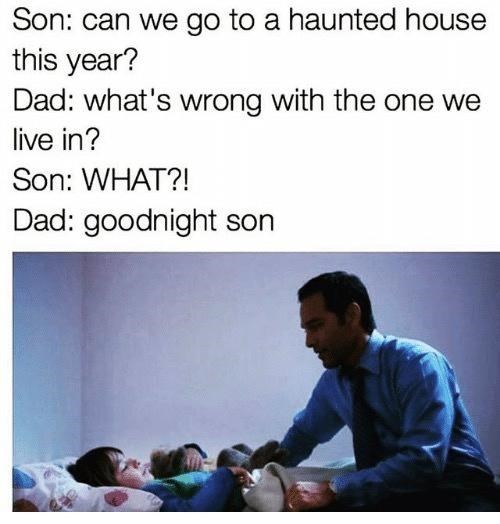 Son: can we go to a haunted house
this year?
Dad: what's wrong with the one we
live in?
Son: WHAT?!
Dad: goodnight son